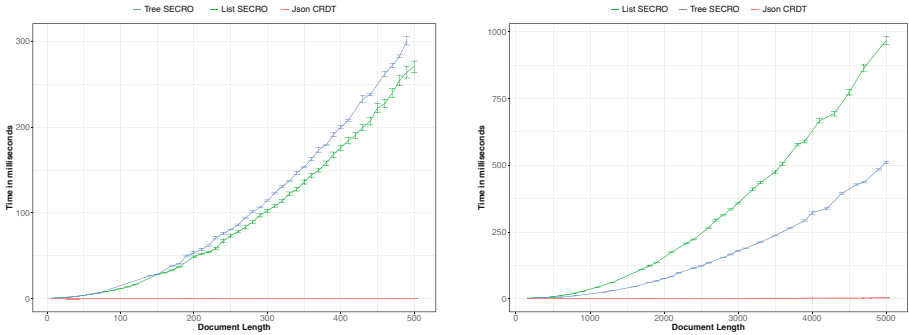 Tree SECRO List SECRO Json CRDT
300
200
100
0
Time in milliseconds
0 100 200 300 400 500
Document Length
List SECRO Tree SECRO Json CRDT
1000
750
500
250
0
Time in milliseconds
0 1000 2000 3000 4000 5000
Document Length